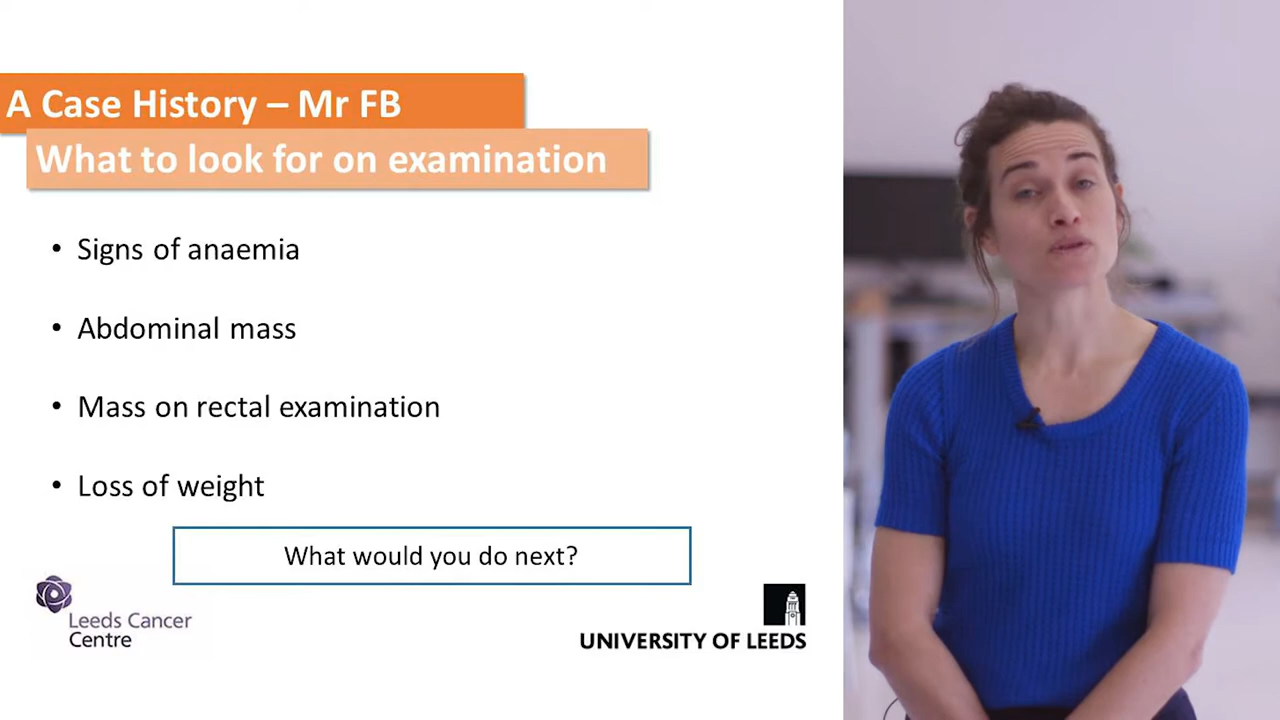 A Case History – Mr FB
What to look for on examination
• Signs of anaemia
• Abdominal mass
• Mass on rectal examination
• Loss of weight
What would you do next?
Leeds Cancer
Centre
UNIVERSITY OF LEEDS